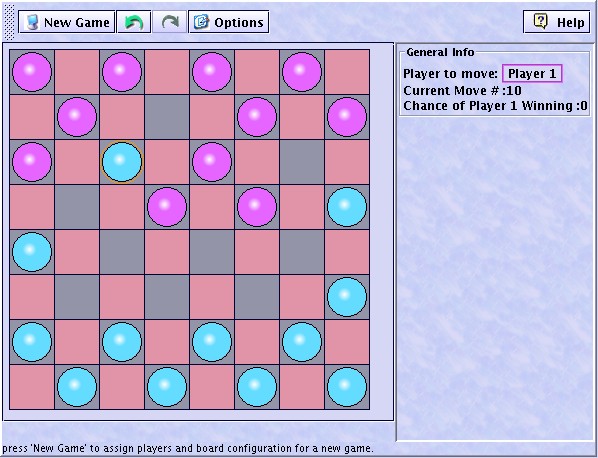 New Game Options Help
General Info
Player to move: Player 1
Current Move # :10
Chance of Player 1 Winning :0
press 'New Game' to assign players and board configuration for a new game.